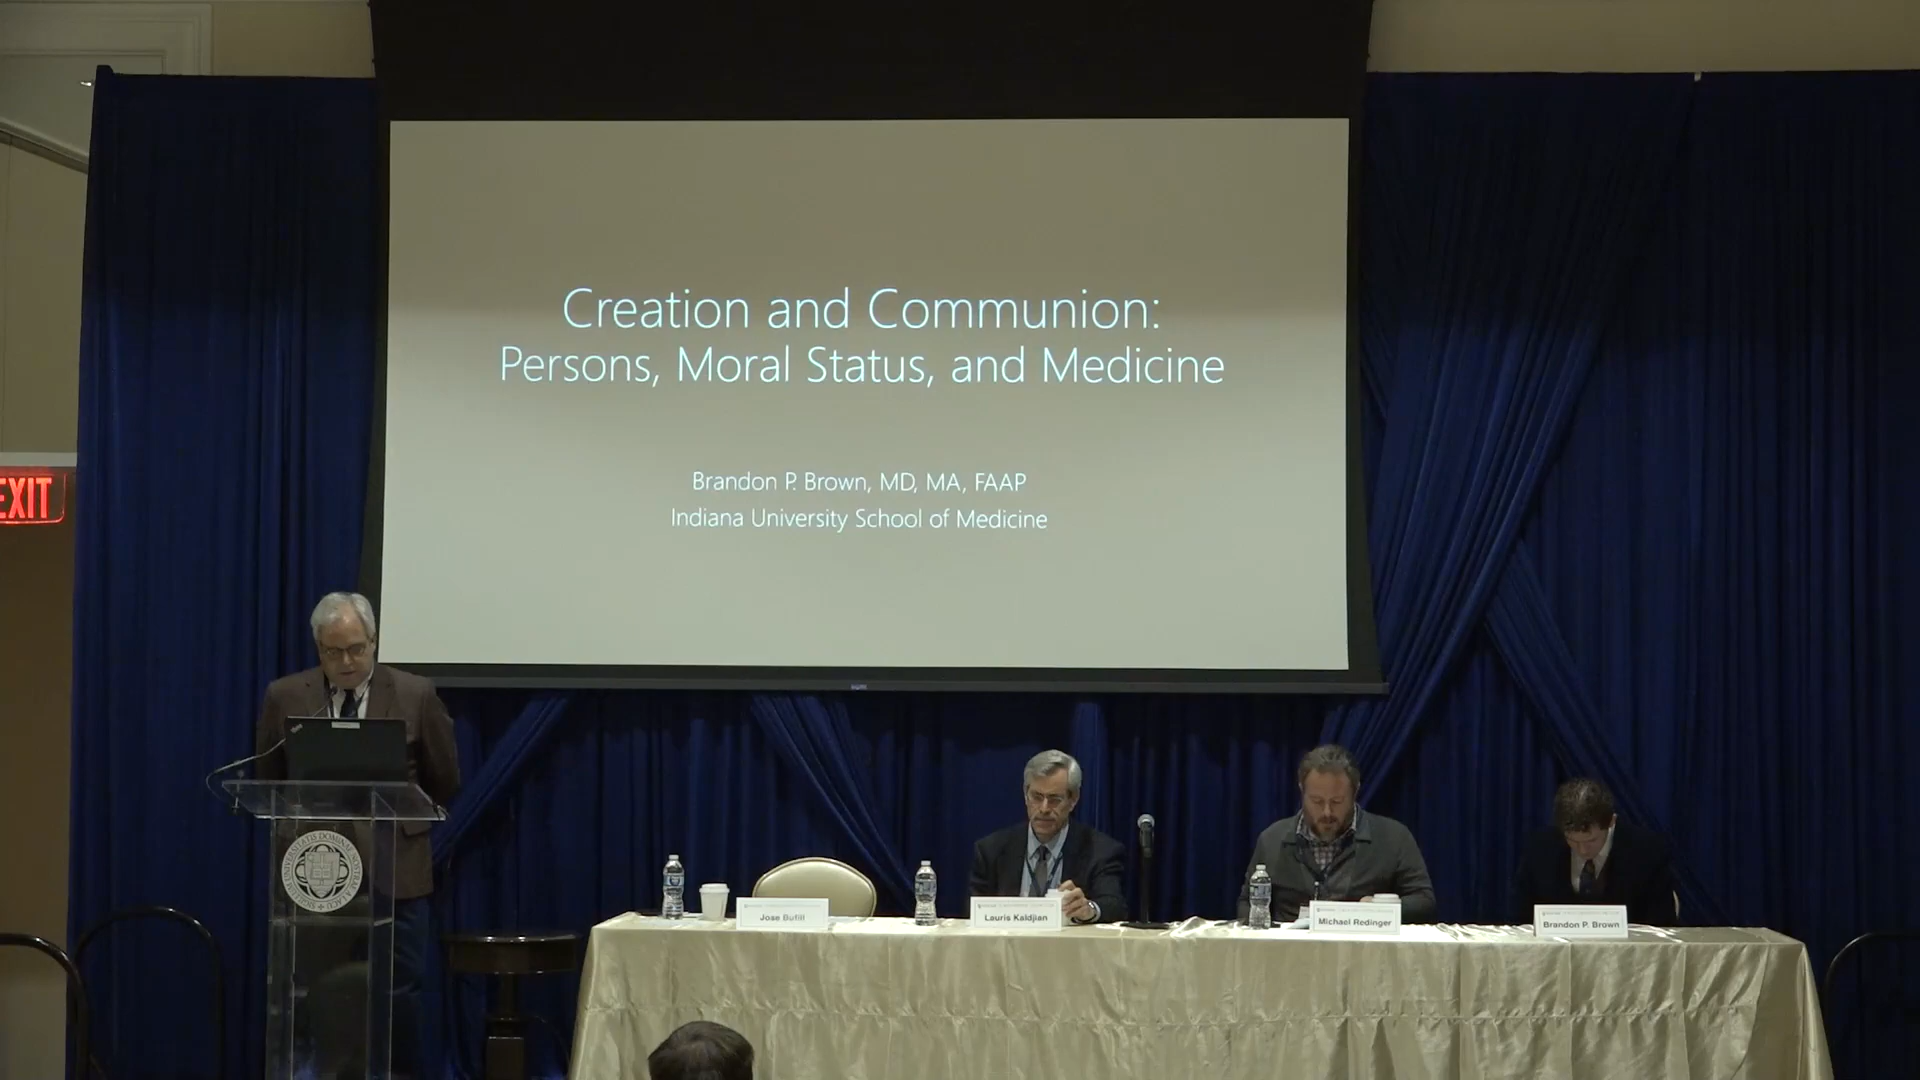 Creation and Communion:
Persons, Moral Status, and Medicine
Brandon P. Brown, MD, MA, FAAP
Indiana University School of Medicine
EXIT
Jose Bufill
Lauris Kaldjian
Michael Redinger
Brandon P. Brown